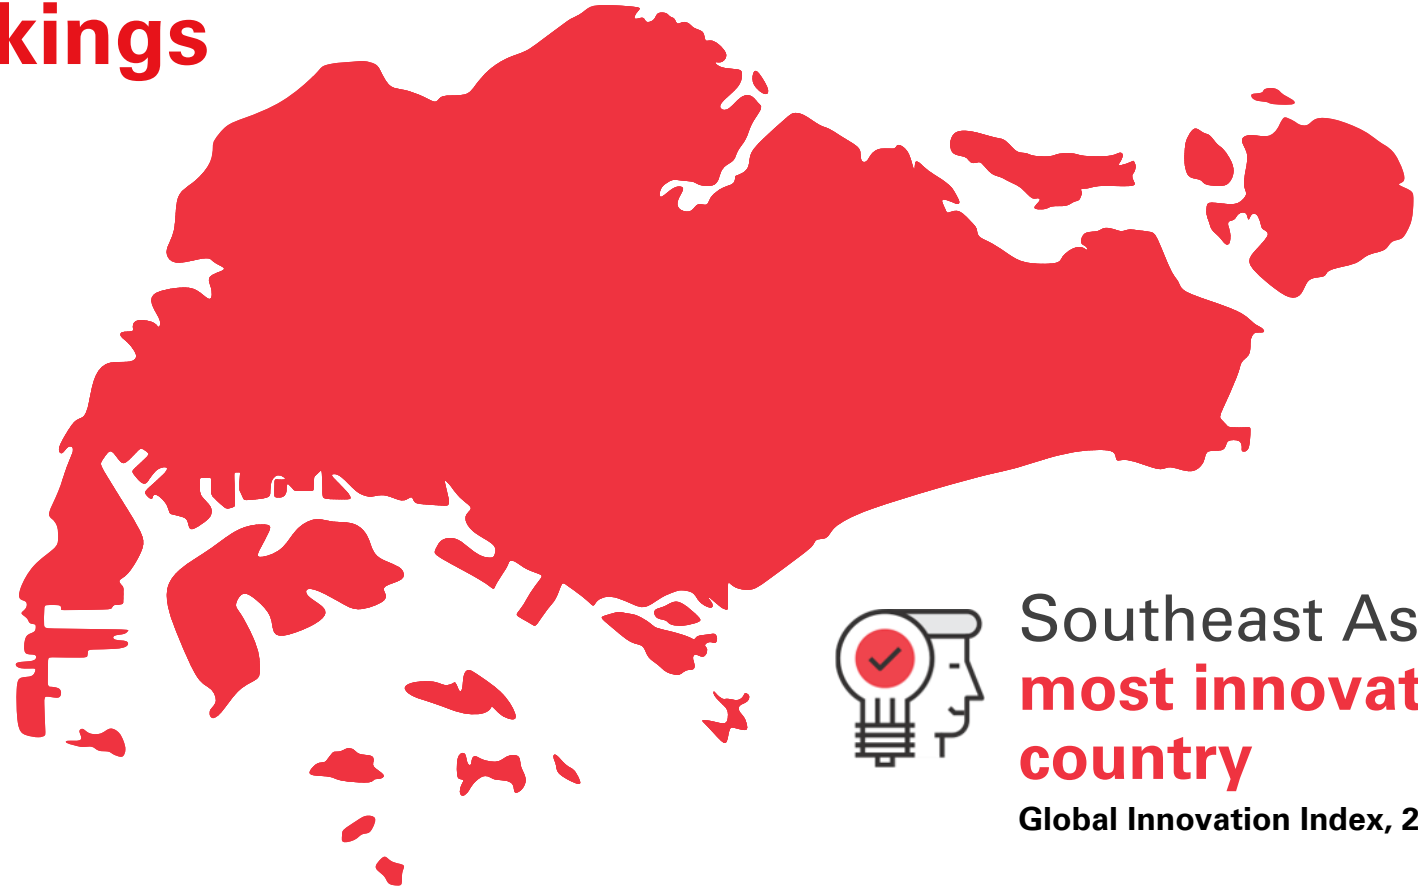 kings
Southeast As
most innovat
country
Global Innovation Index, 2